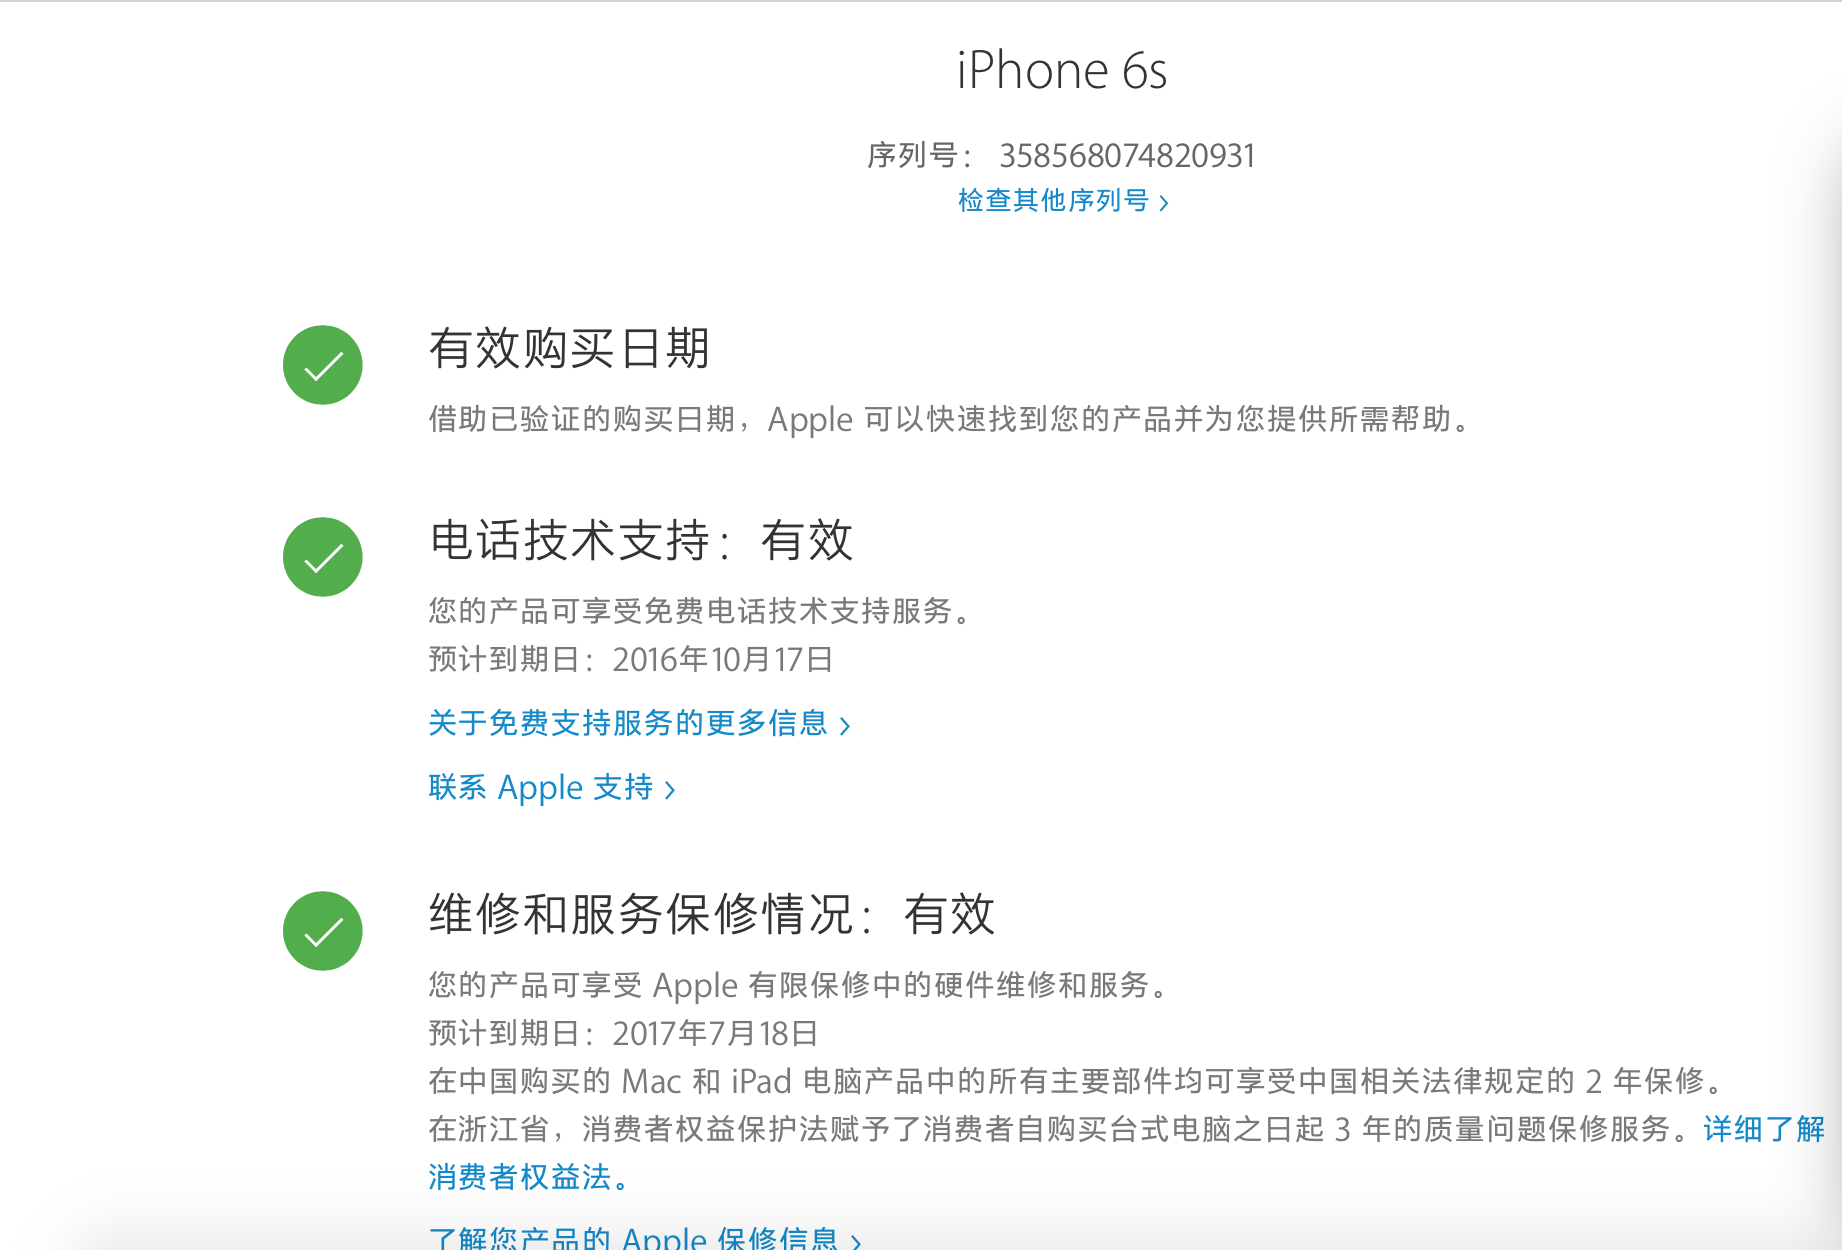 iPhone 6s
序列号： 358568074820931
检查其他序列号 ›
有效购买日期
借助已验证的购买日期，Apple 可以快速找到您的产品并为您提供所需帮助。
电话技术支持：有效
您的产品可享受免费电话技术支持服务。
预计到期日：2016年10月17日
关于免费支持服务的更多信息 ›
联系 Apple 支持 ›
维修和服务保修情况：有效
您的产品可享受 Apple 有限保修中的硬件维修和服务。
预计到期日：2017年7月18日
在中国购买的 Mac 和 iPad 电脑产品中的所有主要部件均可享受中国相关法律规定的 2 年保修。
在浙江省，消费者权益保护法赋予了消费者自购买台式电脑之日起 3 年的质量问题保修服务。详细了解
消费者权益法。
了解您产品的 Apple 保修信息 ›